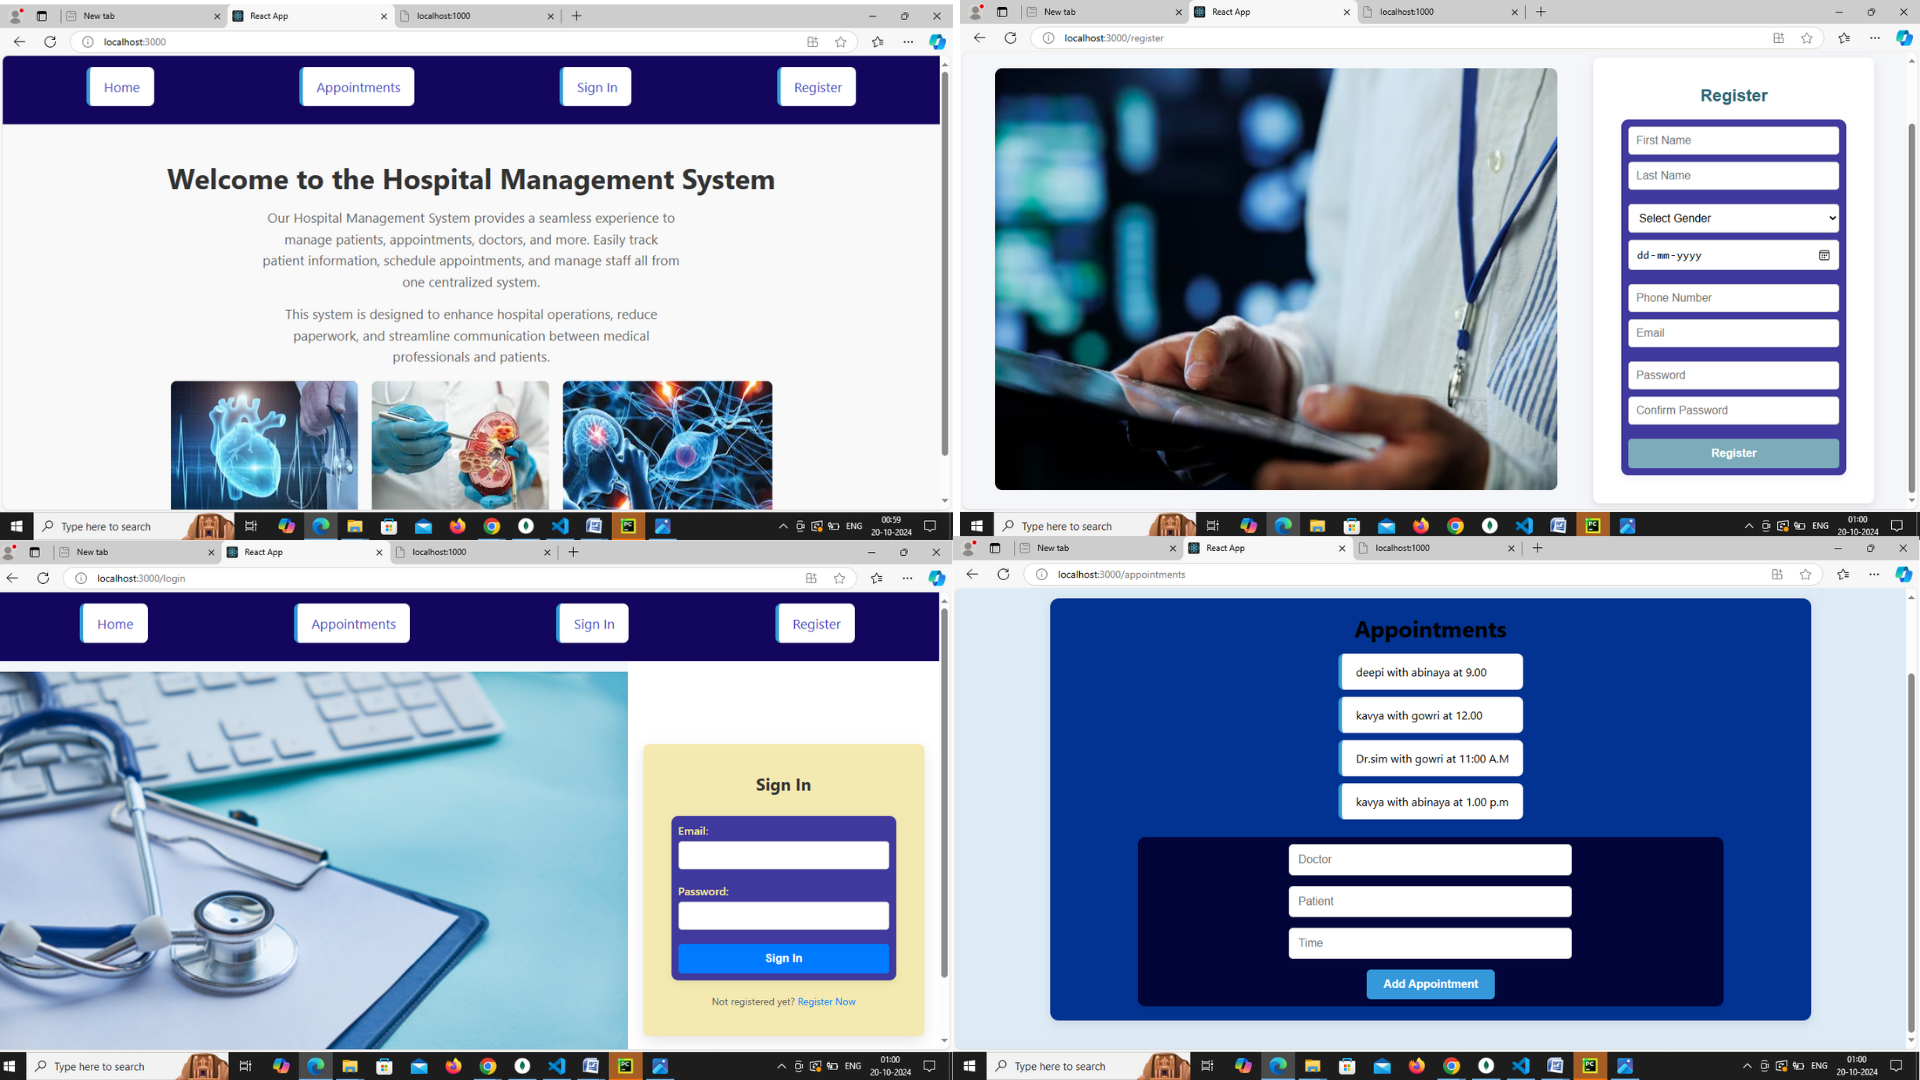 New tab
React App
localhost:1000
localhost:3000
Home
Appointments
Sign In
Register
Welcome to the Hospital Management System
Our Hospital Management System provides a seamless experience to
manage patients, appointments, doctors, and more. Easily track
patient information, schedule appointments, and manage staff all from
one centralized system.
This system is designed to enhance hospital operations, reduce
paperwork, and streamline communication between medical
professionals and patients.
Type here to search
ENG
00:59
20-10-2024
New tab
React App
localhost:1000
localhost:3000/register
Register
First Name
Last Name
Select Gender
dd-mm-yyyy
Phone Number
Email
Password
Confirm Password
Register
Type here to search
ENG
01:00
20-10-2024
New tab
React App
localhost:1000
localhost:3000/login
Home
Appointments
Sign In
Register
Sign In
Email:
Password:
Sign In
Not registered yet? Register Now
Type here to search
ENG
01:00
20-10-2024
New tab
React App
localhost:1000
localhost:3000/appointments
Appointments
deepi with abinaya at 9.00
kavya with gowri at 12.00
Dr.sim with gowri at 11:00 A.M
kavya with abinaya at 1.00 p.m
Doctor
Patient
Time
Add Appointment
Type here to search
ENG
01:00
20-10-2024